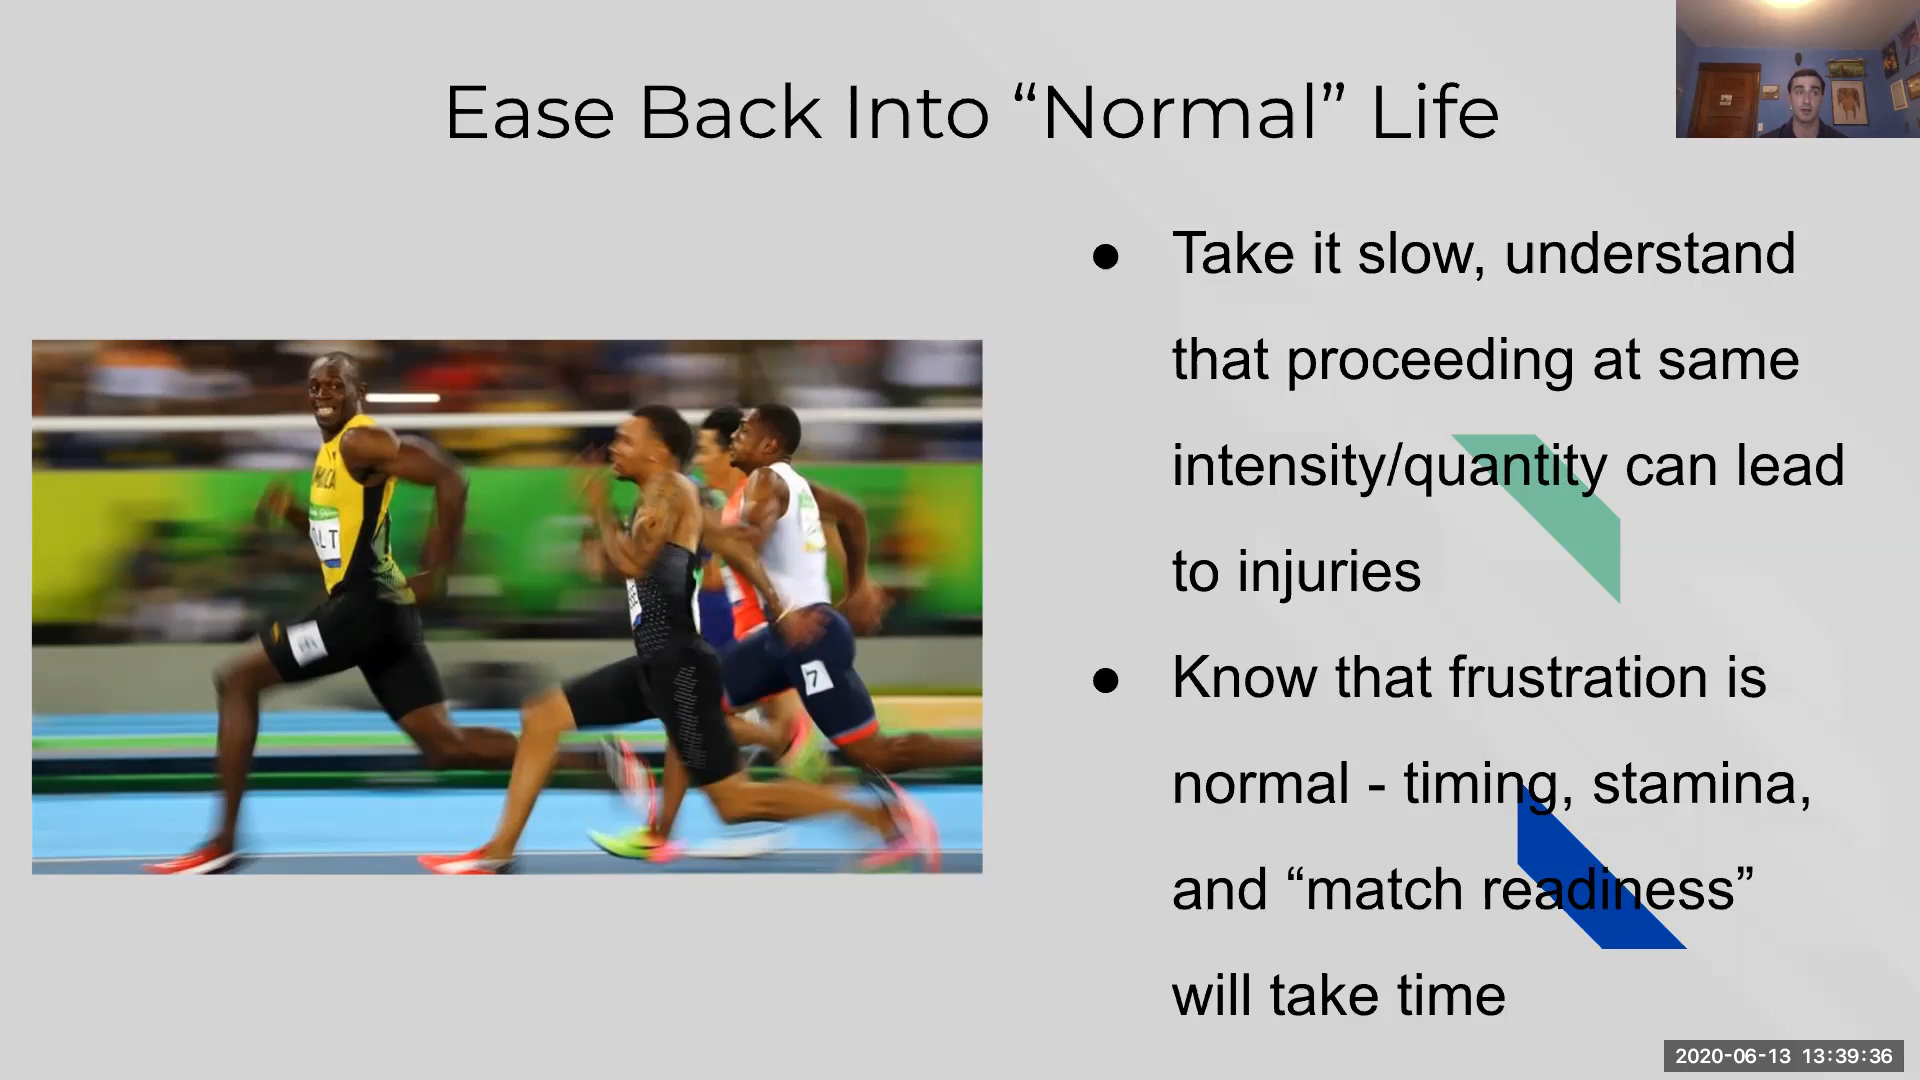 Ease Back Into “Normal” Life
● Take it slow, understand
that proceeding at same
intensity/quantity can lead
to injuries
● Know that frustration is
normal - timing, stamina,
and “match readiness”
will take time
OLT
7
2020-06-13 13:39:36